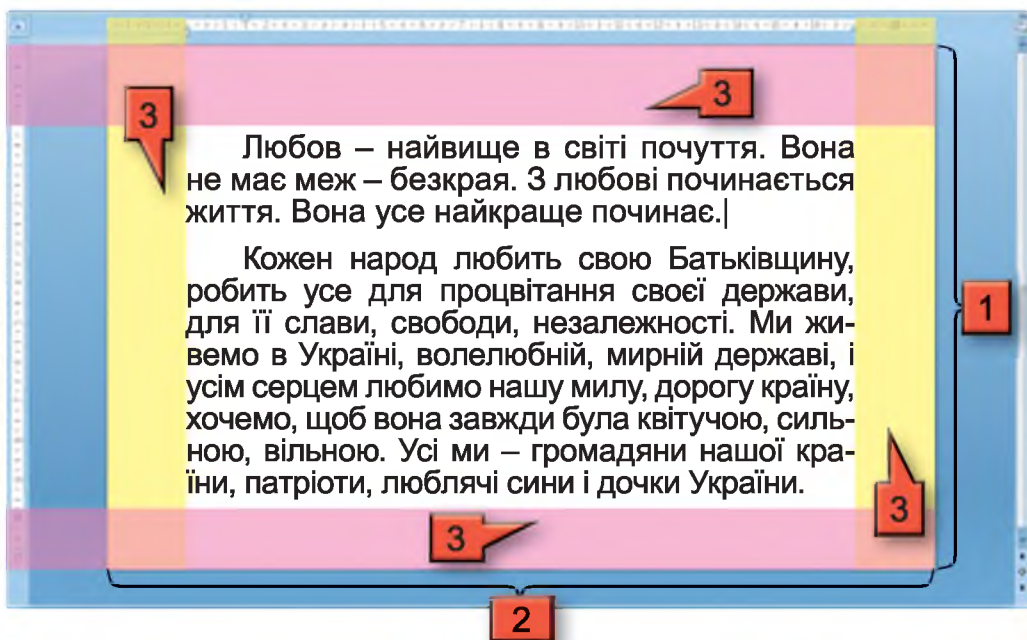 3
3
Любов – найвище в світі почуття. Вона
не має меж – безкрая. З любові починається
життя. Вона усе найкраще починає.
Кожен народ любить свою Батьківщину,
робить усе для процвітання своєї держави,
для її слави, свободи, незалежності. Ми жи-
вемо в Україні, волелюбній, мирній державі, і
усім серцем любимо нашу милу, дорогу країну,
хочемо, щоб вона завжди була квітучою, силь-
ною, вільною. Усі ми – громадяни нашої кра-
їни, патріоти, люблячі сини і дочки України.
1
3
3
2